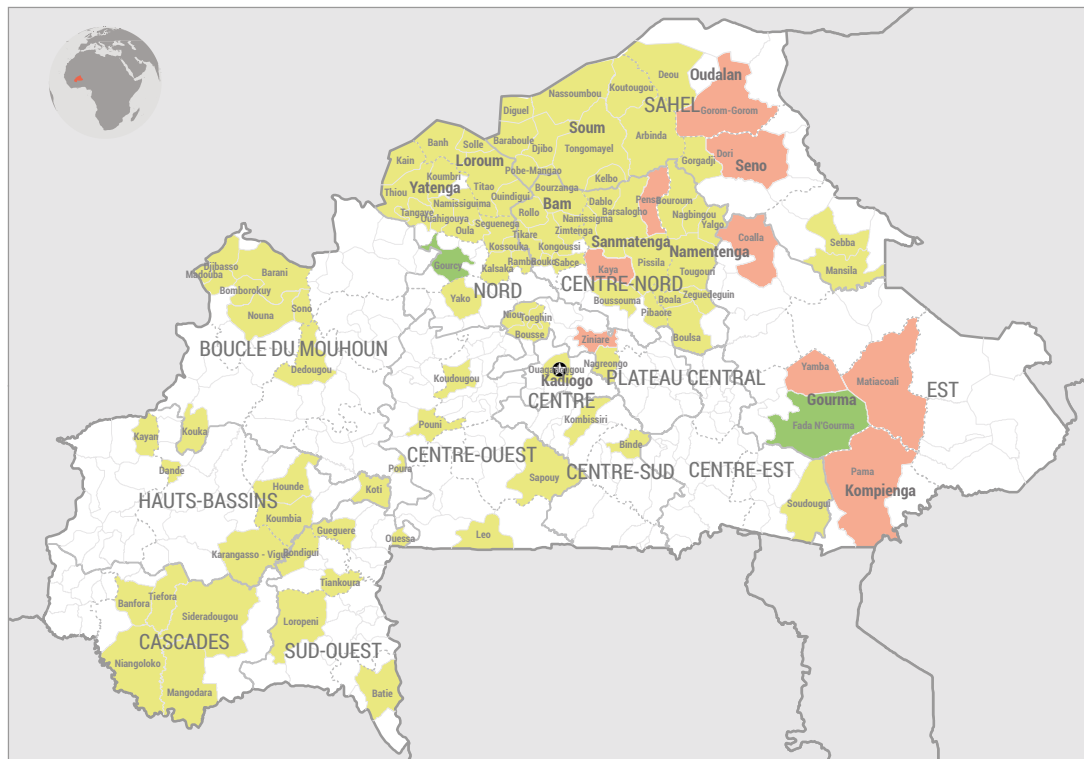 Oudalan
Deou
Koutougou
Nassoumbou
SAHEL
Gorom-Gorom
Diguel
Soum
Arbinda
Banh
Solle
Baraboule
Djibo
Tongomayel
Dori
Seno
Gorgadji
Kain
Loroum
Koumbri
Pobe-Mangao
Kelbo
Yatenga
Titao
Bourzanga
Thiou
Ouindigui
Namissiguima
Bam
Dablo
Pensa
Bouroum
Tangaye
Ouahigouya
Rollo
Barsalogho
Nagbingou
Seguenega
Namissigma
Yalgo
Oula
Tikare
Zimtenga
Sanmatenga
Namentenga
Coalla
Kossouka
Kongoussi
Sebba
Gourcy
Rambo
Bouko
Sabce
Pissila
Kalsaka
Kaya
Tougouri
Mansila
Djibasso
Madouba
Barani
NORD
CENTRE-NORD
Bomborokuy
Yako
Boussouma
Boala
Zeguedeguin
Sono
Nouna
Niou
Toeghin
Pibaore
Bousse
Boulsa
Ziniare
BOUCLE DU MOUHOUN
Nagreongo
Dedougou
Ouagadougou
Koudougou
Kadiogo
PLATEAU CENTRAL
Yamba
Matiacoali
CENTRE
EST
Gourma
Kombissiri
Fada N'Gourma
Pouni
Kayan
Kouka
Binde
CENTRE-OUEST
Poura
CENTRE-SUD
CENTRE-EST
Dande
Sapouy
Pama
Hounde
Koti
Kompienga
HAUTS-BASSINS
Soudougui
Koumbia
Gueguere
Leo
Ouessa
Karangasso - Vigue
Bondigui
Tiankoura
Tiefora
Banfora
Sideradougou
Loropeni
CASCADES
SUD-OUEST
Niangoloko
Mangodara
Batie